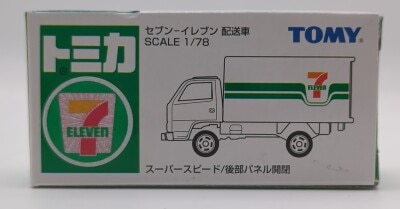 トミカ
セブン-イレブン 配送車
SCALE 1/78
TOMY
7
ELEVEN
7
ELEVEN
スーパースピード/後部パネル開閉